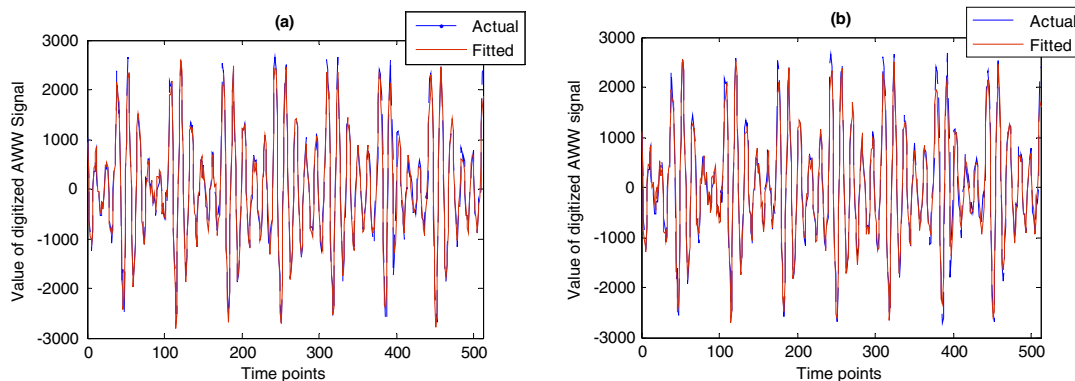 (a)
Actual
Fitted
Value of digitized AWW Signal
3000
2000
1000
0
-1000
-2000
-3000
0
100
200
300
400
500
Time points
(b)
Actual
Fitted
Value of digitized AWW signal
3000
2000
1000
0
-1000
-2000
-3000
0
100
200
300
400
500
Time points